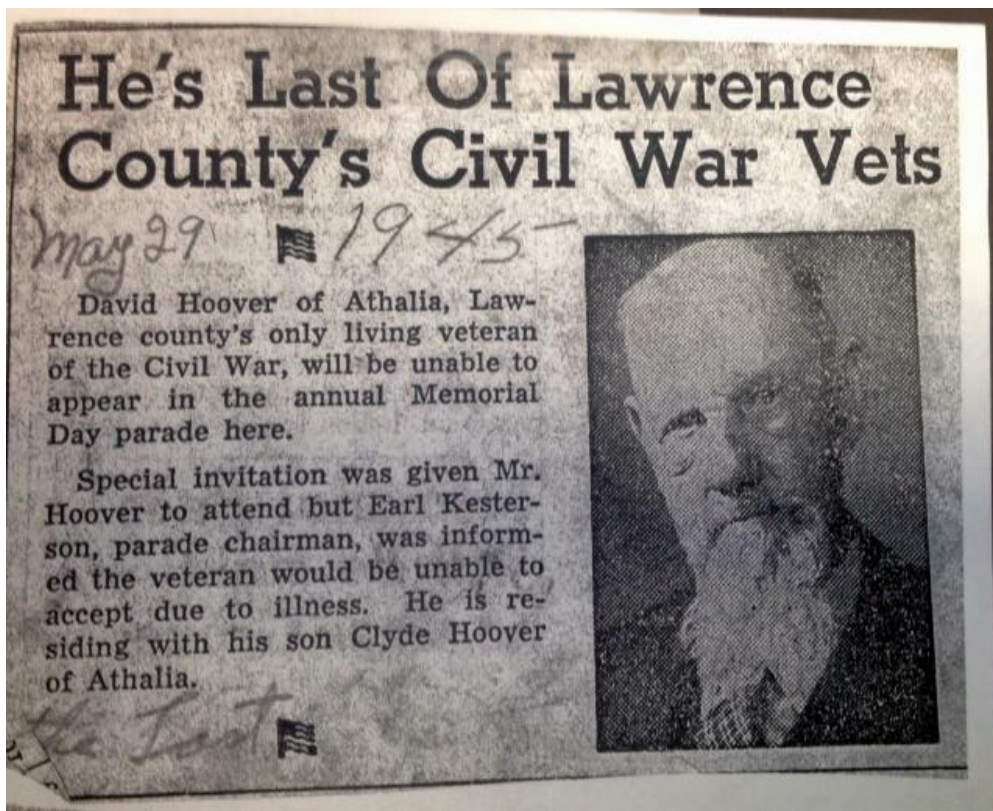 He's Last Of Lawrence
County's Civil War Vets
May 29 1945
David Hoover of Athalia, Law-
rence county's only living veteran
of the Civil War, will be unable to
appear in the annual Memorial
Day parade here.
Special invitation was given Mr.
Hoover to attend but Earl Kester-
son, parade chairman, was inform-
ed the veteran would be unable to
accept due to illness. He is re-
siding with his son Clyde Hoover
of Athalia.
the Last